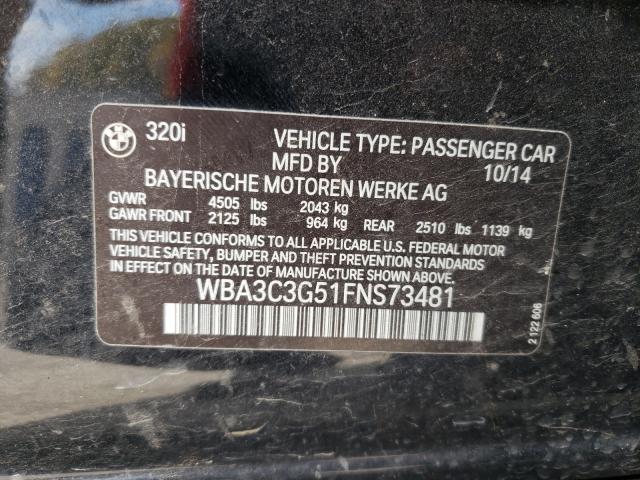 320i VEHICLE TYPE: PASSENGER CAR
MFD BY 10/14
BAYERISCHE MOTOREN WERKE AG
GVWR 4505 lbs 2043 kg
GAWR FRONT 2125 lbs 964 kg REAR 2510 lbs 1139 kg
THIS VEHICLE CONFORMS TO ALL APPLICABLE U.S. FEDERAL MOTOR
VEHICLE SAFETY, BUMPER AND THEFT PREVENTION STANDARDS
IN EFFECT ON THE DATE OF MANUFACTURE SHOWN ABOVE.
WBA3C3G51FNS73481
2 122 606